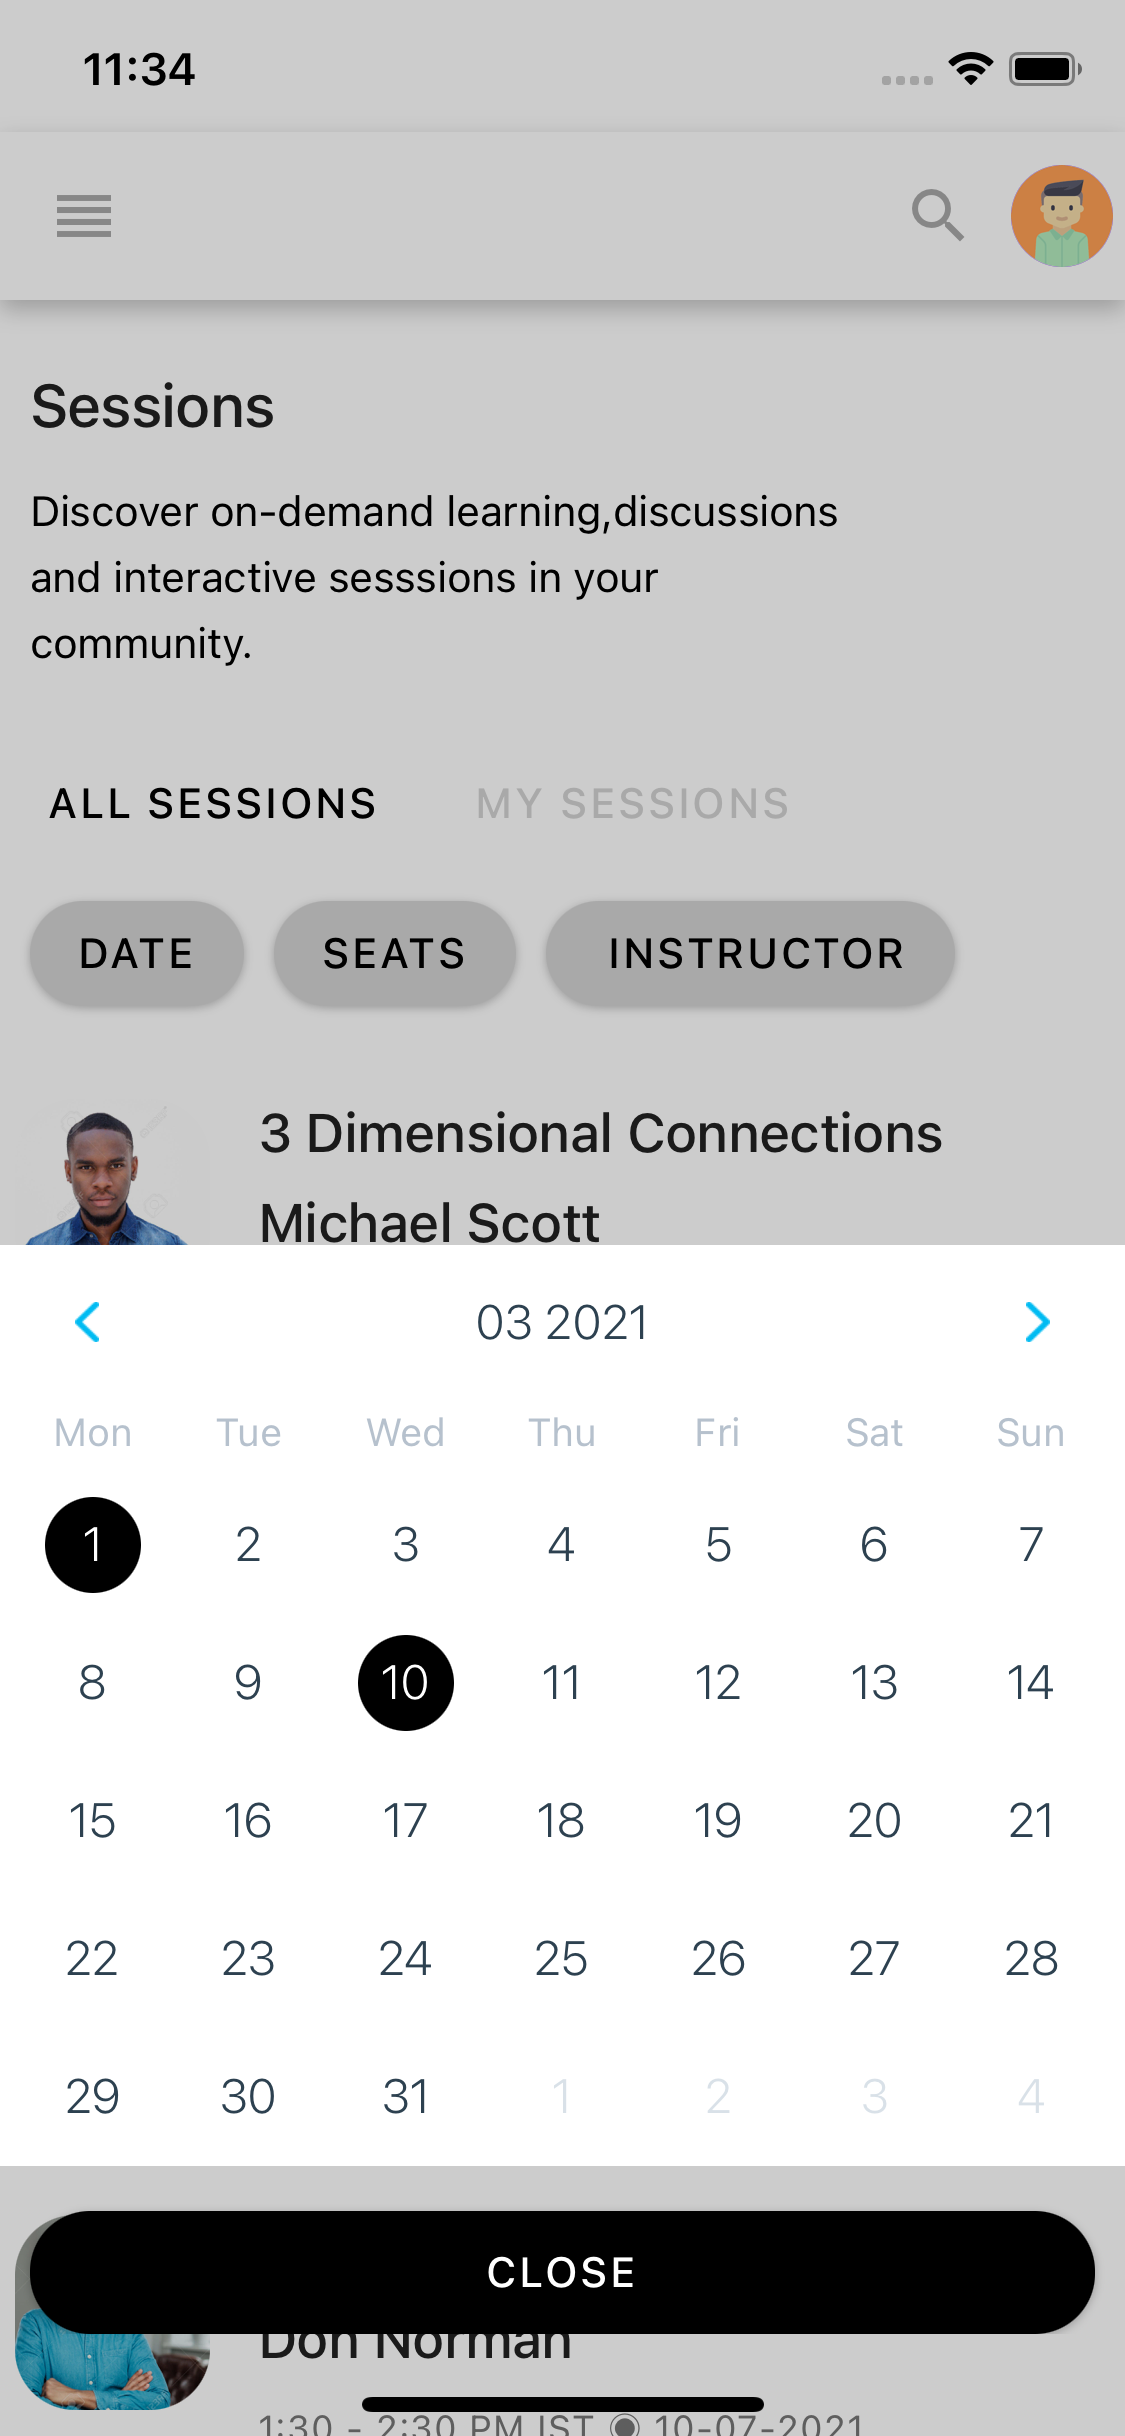 11:34
Sessions
Discover on-demand learning,discussions
and interactive sesssions in your
community.
ALL SESSIONS MY SESSIONS
DATE SEATS INSTRUCTOR
3 Dimensional Connections
Michael Scott
03 2021
Mon Tue Wed Thu Fri Sat Sun
1 2 3 4 5 6 7
8 9 10 11 12 13 14
15 16 17 18 19 20 21
22 23 24 25 26 27 28
29 30 31 1 2 3 4
CLOSE
Don Norman
1:30 - 2:30 PM IST ◉ 10-07-2021